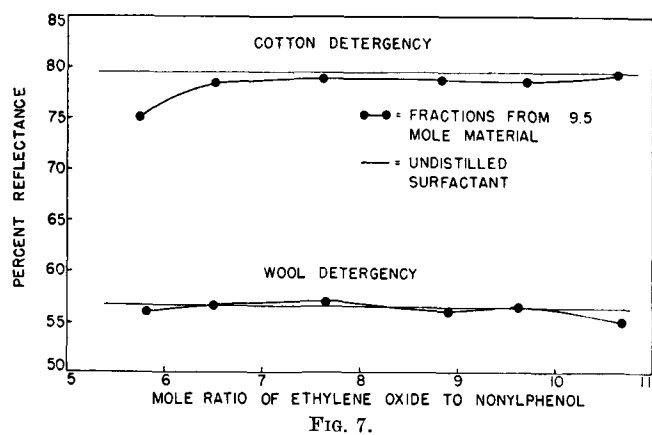 85
COTTON DETERGENCY
80
75
= FRACTIONS FROM 9.5
MOLE MATERIAL
70
= UNDISTILLED
SURFACTANT
65
PERCENT REFLECTANCE
60
WOOL DETERGENCY
55
50
5 6 7 8 9 10 11
MOLE RATIO OF ETHYLENE OXIDE TO NONYLPHENOL
FIG. 7.